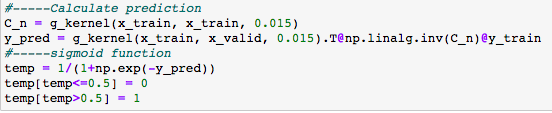 #-----Calculate prediction
C_n = g_kernel(x_train, x_train, 0.015)
y_pred = g_kernel(x_train, x_valid, 0.015).T@np.linalg.inv(C_n)@y_train
#-----sigmoid function
temp = 1/(1+np.exp(-y_pred))
temp[temp<=0.5] = 0
temp[temp>0.5] = 1